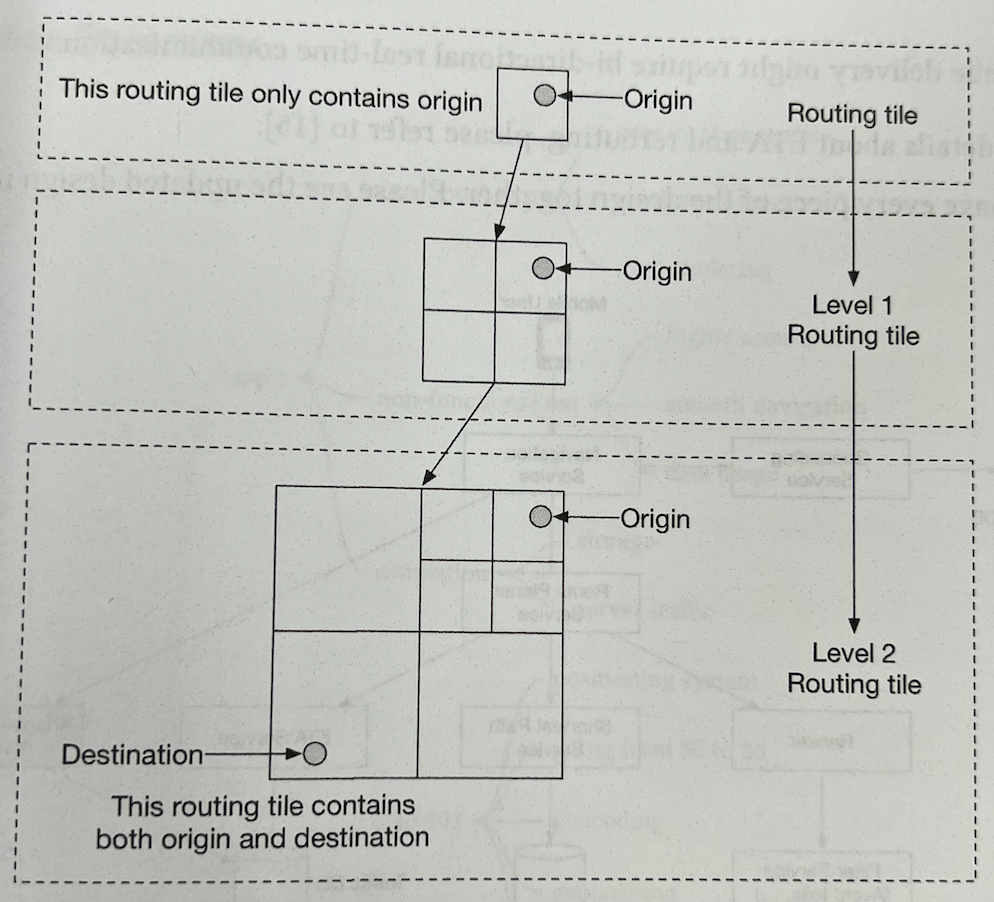 This routing tile only contains origin
Origin
Routing tile
Origin
Level 1
Routing tile
Origin
Level 2
Routing tile
Destination
This routing tile contains
both origin and destination